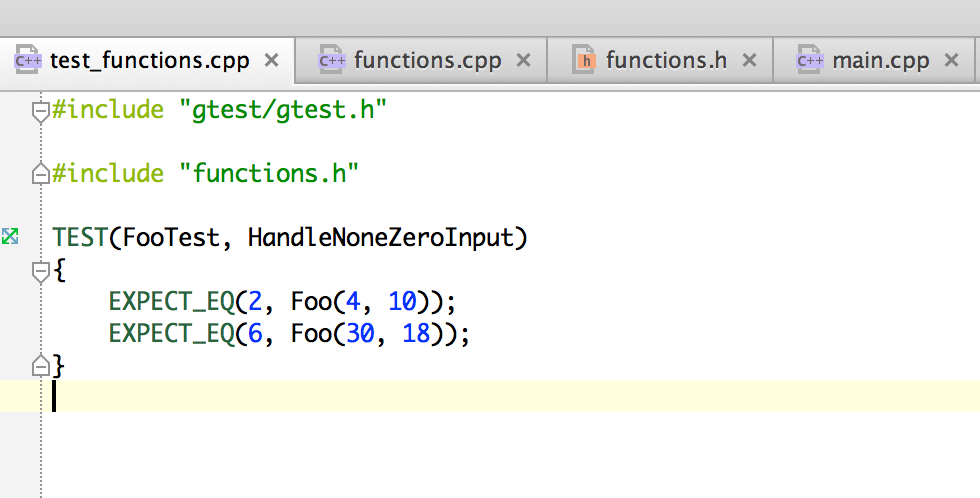 test_functions.cpp functions.cpp functions.h main.cpp
#include "gtest/gtest.h"
#include "functions.h"
TEST(FooTest, HandleNoneZeroInput)
{
EXPECT_EQ(2, Foo(4, 10));
EXPECT_EQ(6, Foo(30, 18));
}